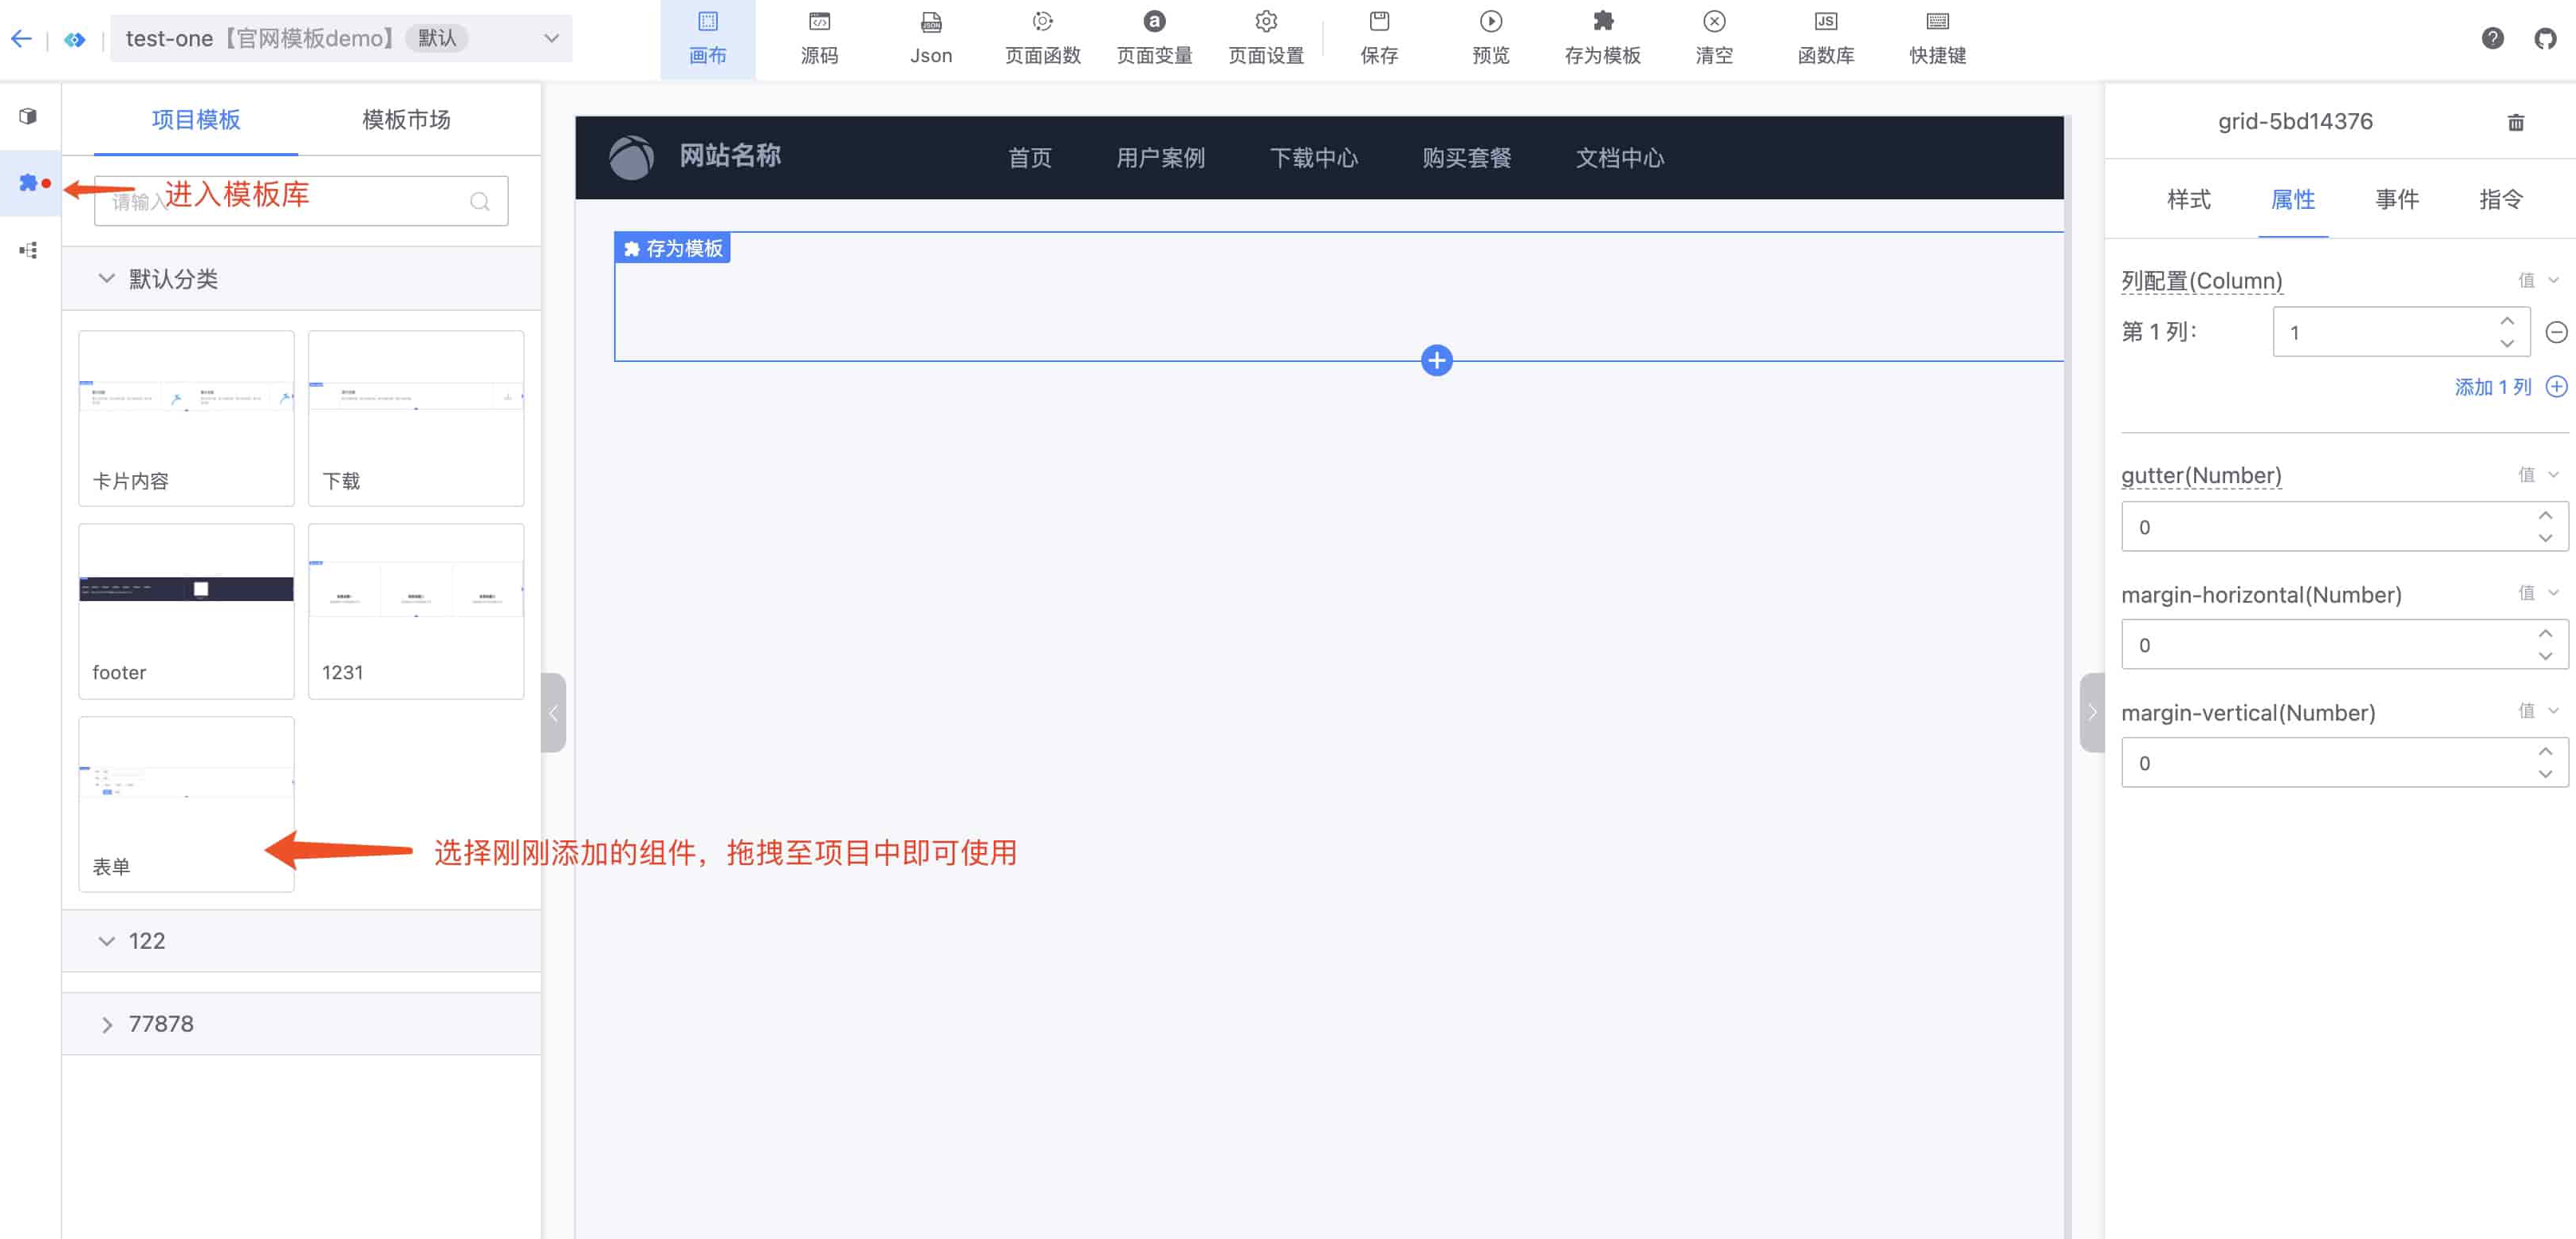 test-one【官网模板demo】 默认
画布
源码
Json
页面函数
页面变量
页面设置
保存
预览
存为模板
清空
函数库
快捷键
项目模板
模板市场
进入模板库
请输入
默认分类
卡片内容
下载
footer
1231
表单
选择刚刚添加的组件，拖拽至项目中即可使用
122
77878
网站名称
首页
用户案例
下载中心
购买套餐
文档中心
存为模板
grid-5bd14376
样式
属性
事件
指令
列配置(Column)
值
第 1 列：
1
添加 1 列
gutter(Number)
值
0
margin-horizontal(Number)
值
0
margin-vertical(Number)
值
0